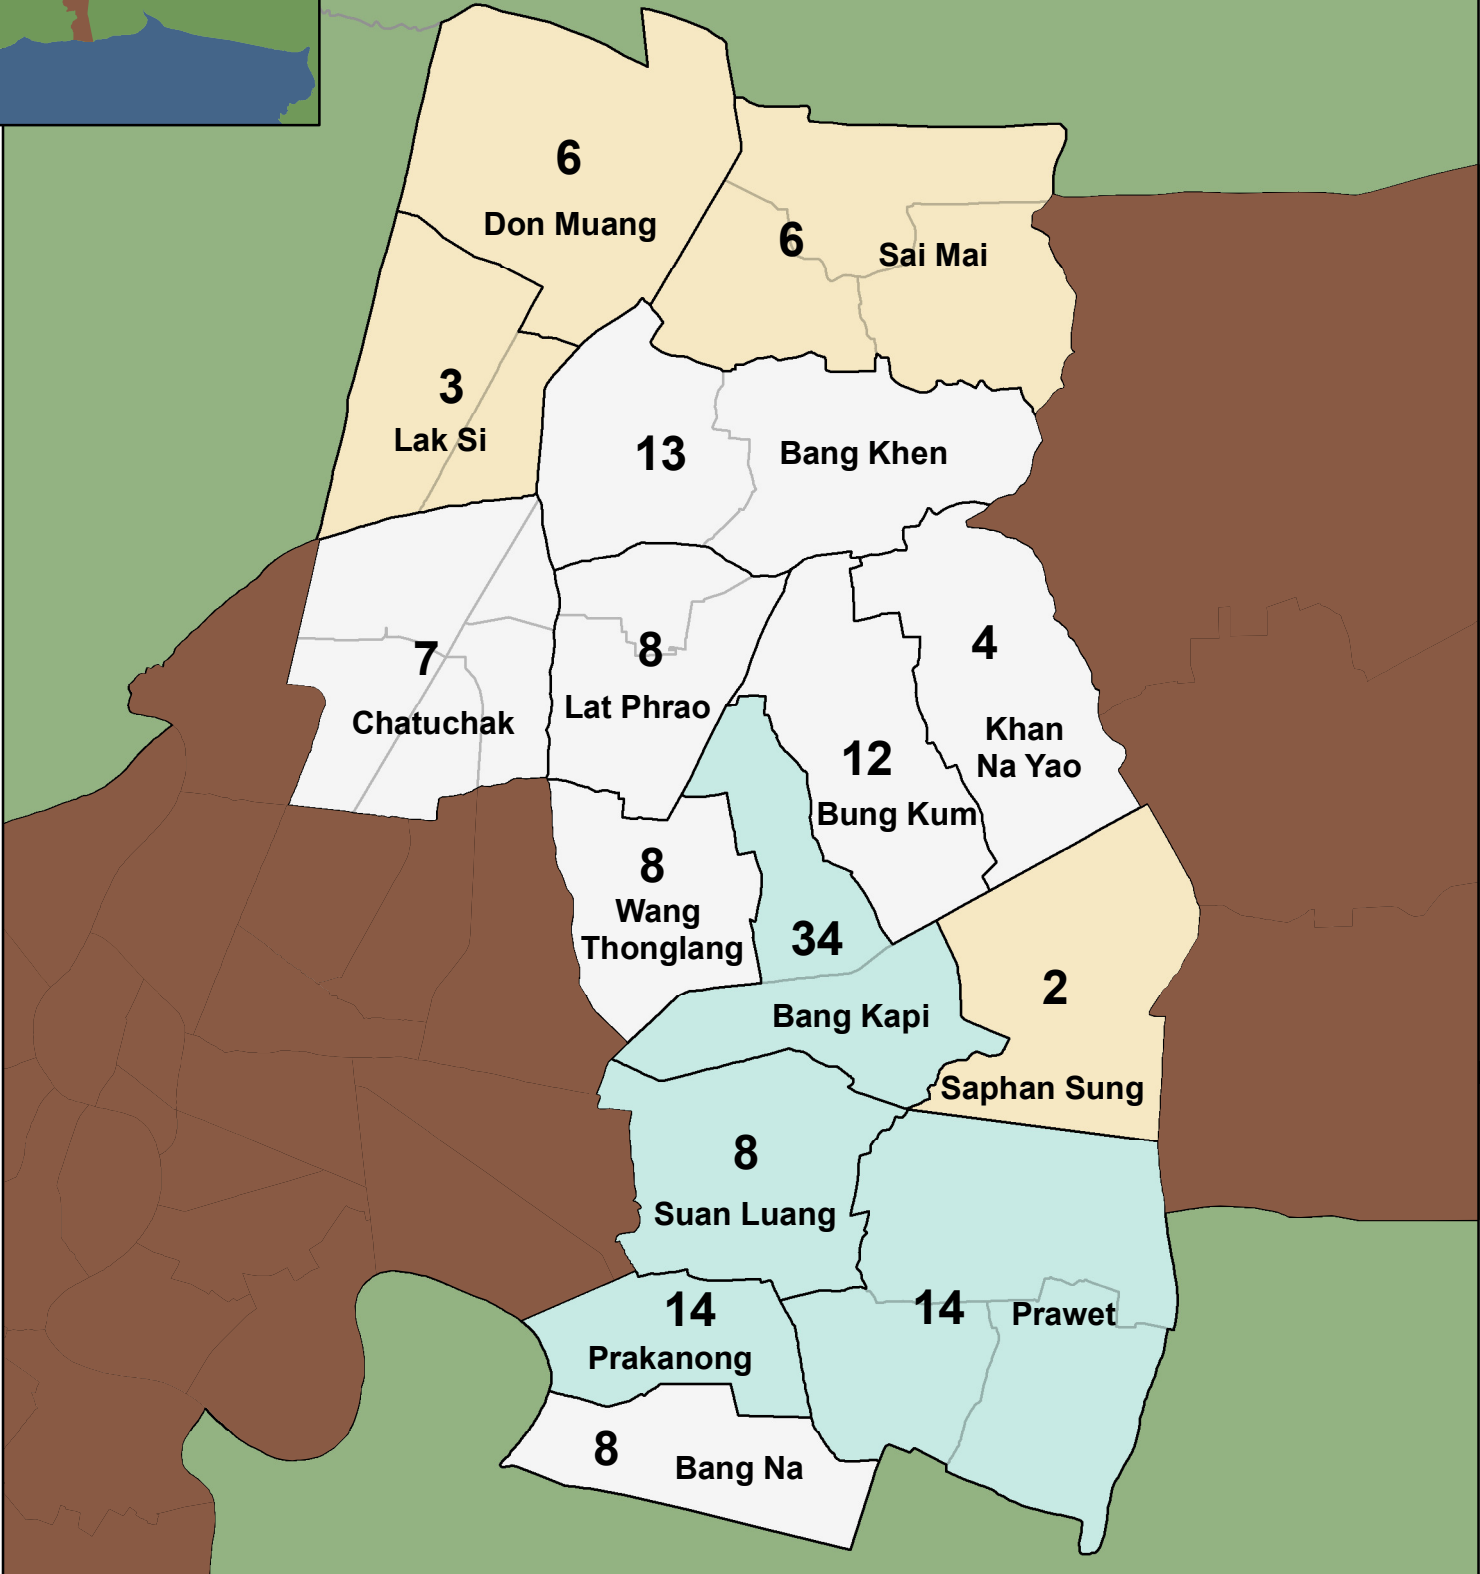 6
Don Muang
6
Sai Mai
3
Lak Si
13
Bang Khen
7
Chatuchak
8
Lat Phrao
4
Khan
Na Yao
12
Bung Kum
8
Wang
Thonglang
34
Bang Kapi
2
Saphan Sung
8
Suan Luang
14
Prakanong
14
Prawet
8
Bang Na